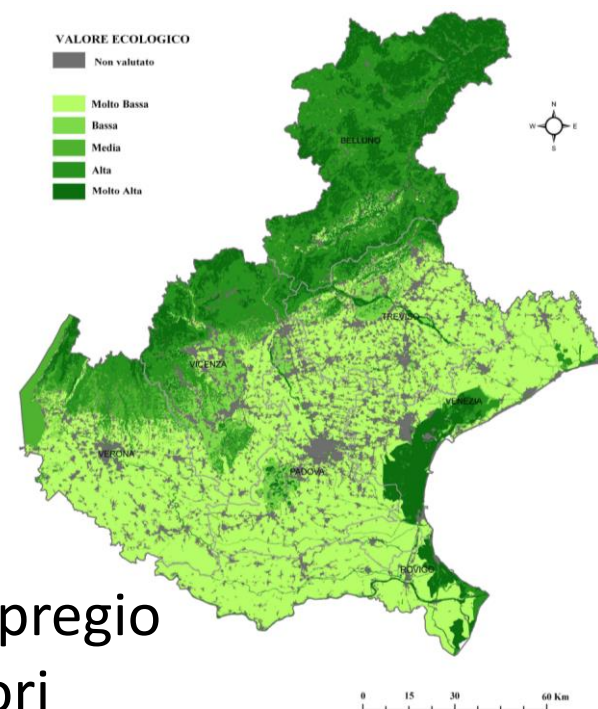 VALORE ECOLOGICO
Non valutato
Molto Bassa
Bassa
Media
Alta
Molto Alta
N
W E
S
BELLUNO
TREVISO
VICENZA
VENEZIA
VERONA
PADOVA
ROVIGO
pregio
ori
0 15 30 60 Km